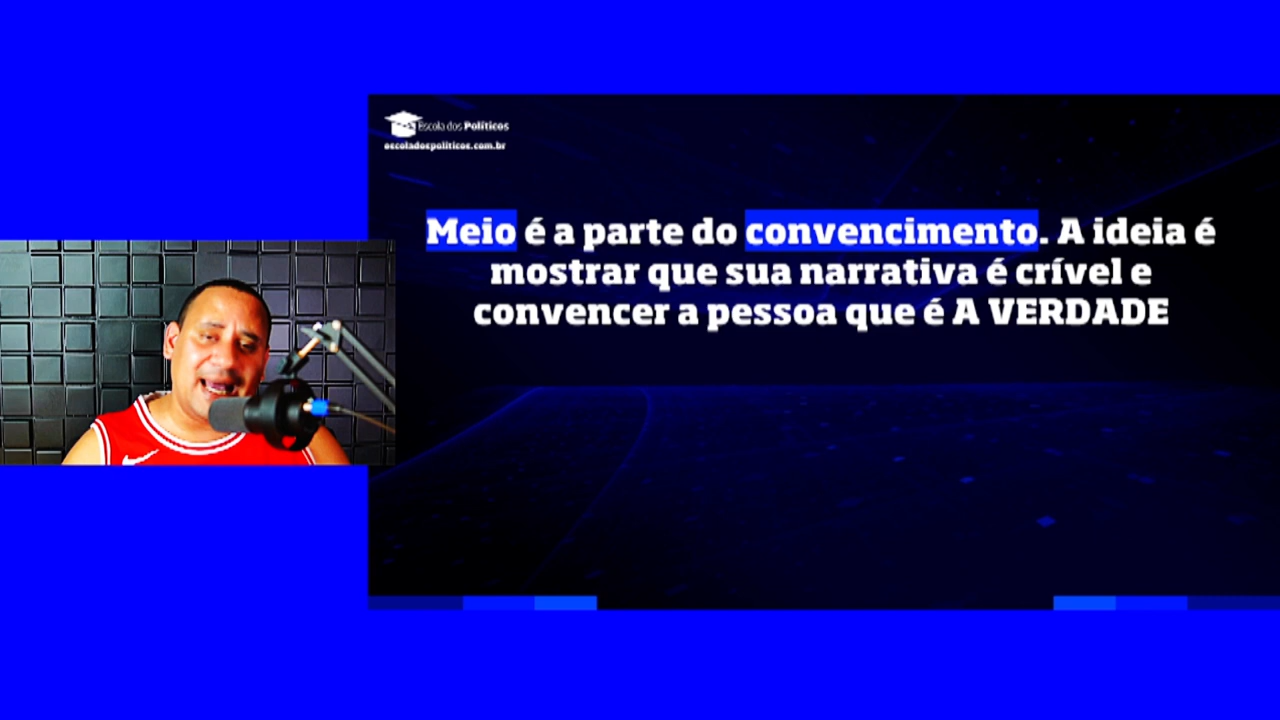 Escola dos Políticos
escoladospoliticos.com.br
Meio é a parte do convencimento. A ideia é
mostrar que sua narrativa é crível e
convencer a pessoa que é A VERDADE